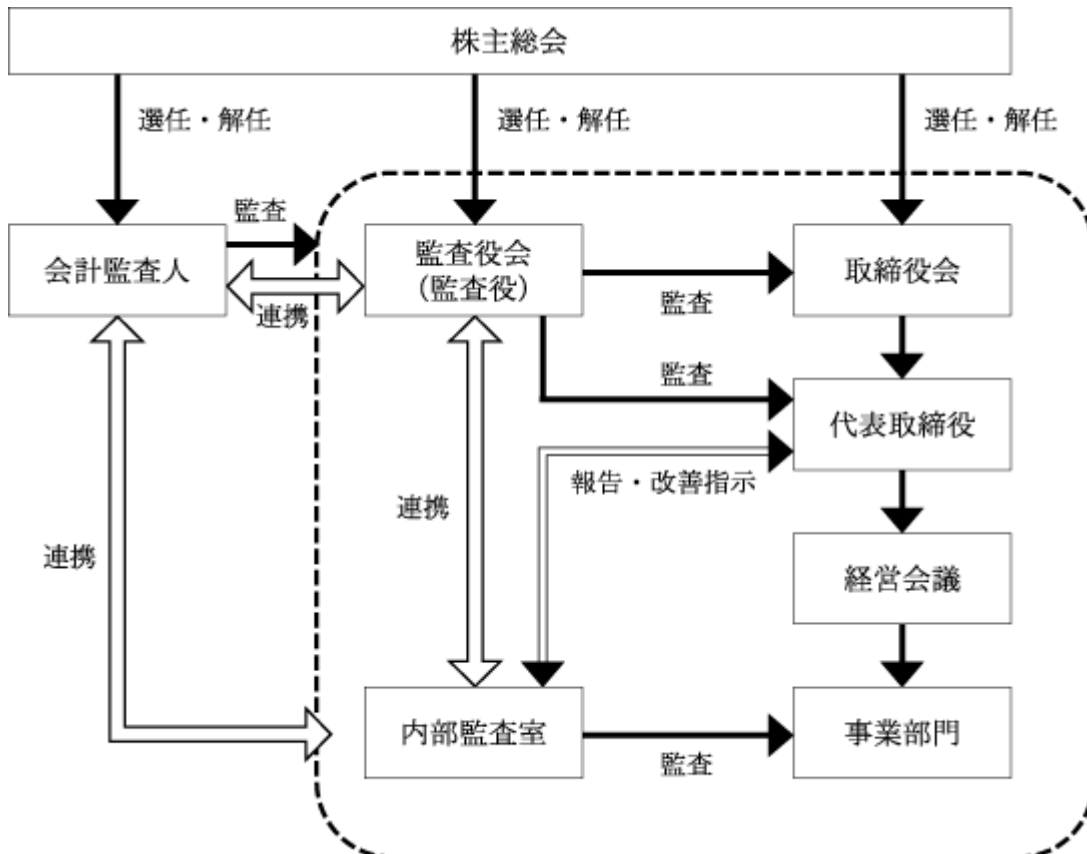 株主総会
選任・解任
選任・解任
選任・解任
監査
会計監査人
監査役会
(監査役)
取締役会
連携
監査
監査
代表取締役
報告・改善指示
連携
連携
経営会議
内部監査室
事業部門
監査